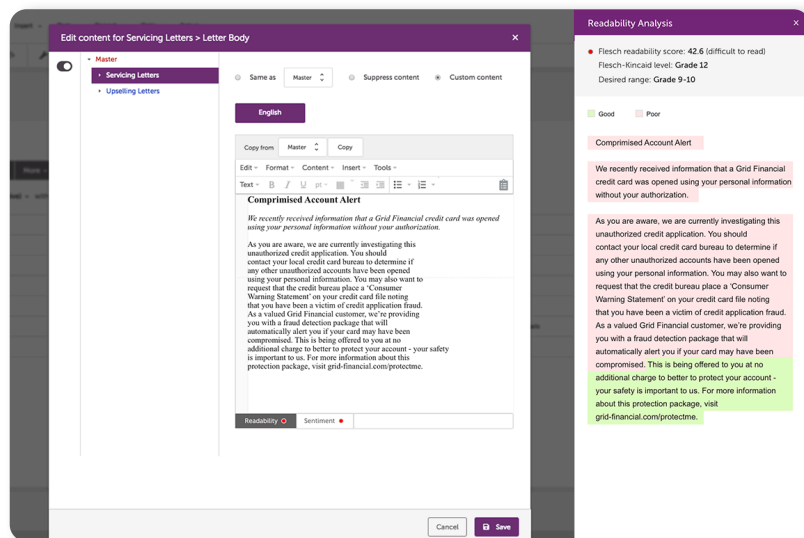 Edit content for Servicing Letters > Letter Body
Master
Servicing Letters
Upselling Letters
Same as
Master
Suppress content
Custom content
English
Copy from
Master
Copy
Edit
Format
Content
Insert
Tools
Text
B
I
U
pt
Comprimised Account Alert
We recently received information that a Grid Financial credit card was opened
using your personal information without your authorization.
As you are aware, we are currently investigating this
unauthorized credit application. You should
contact your local credit card bureau to determine if
any other unauthorized accounts have been opened
using your personal information. You may also want to
request that the credit bureau place a ‘Consumer
Warning Statement’ on your credit card file noting
that you have been a victim of credit application fraud.
As a valued Grid Financial customer, we’re providing
you with a fraud detection package that will
automatically alert you if your card may have been
compromised. This is being offered to you at no
additional charge to better to protect your account - your safety
is important to us. For more information about this
protection package, visit grid-financial.com/protectme.
Readability
Sentiment
Cancel
Save
More
Readability Analysis
Flesch readability score: 42.6 (difficult to read)
Flesch-Kincaid level: Grade 12
Desired range: Grade 9-10
Good
Poor
Comprimised Account Alert
We recently received information that a Grid Financial
credit card was opened using your personal information
without your authorization.
As you are aware, we are currently investigating this
unauthorized credit application. You should
contact your local credit card bureau to determine if
any other unauthorized accounts have been opened
using your personal information. You may also want to
request that the credit bureau place a ‘Consumer
Warning Statement’ on your credit card file noting
that you have been a victim of credit application fraud.
As a valued Grid Financial customer, we’re providing
you with a fraud detection package that will
automatically alert you if your card may have been
compromised. This is being offered to you at no
additional charge to better to protect your account -
your safety is important to us. For more information
about this protection package, visit
grid-financial.com/protectme.